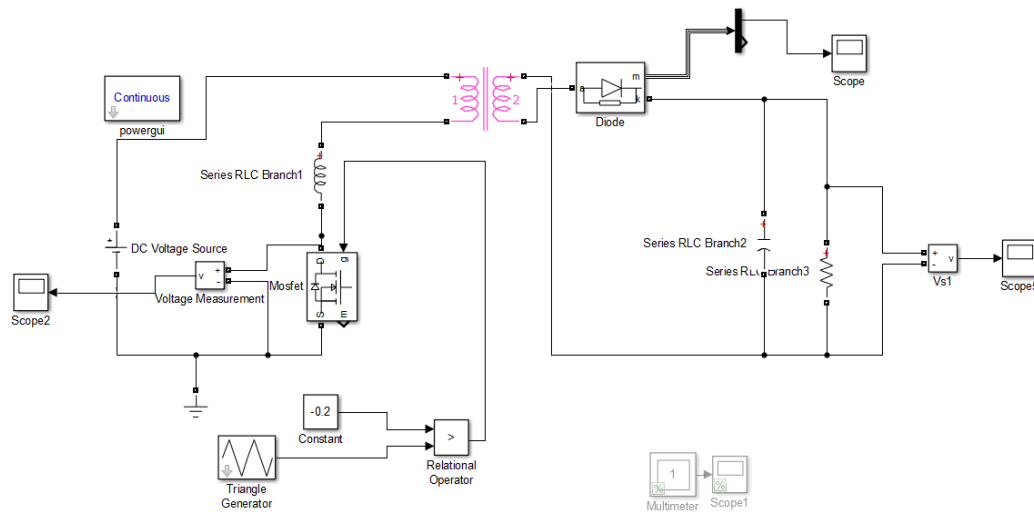 Continuous
powergui
1
2
a
m
k
Diode
Scope
Series RLC Branch1
DC Voltage Source
v
+
-
Voltage Measurement
Scope2
g
D
S
m
Mosfet
Series RLC Branch2
Series RLC Branch3
+
-
v
Vs1
Scope5
-0.2
Constant
>
Relational
Operator
Triangle
Generator
1
Multimeter
Scope1